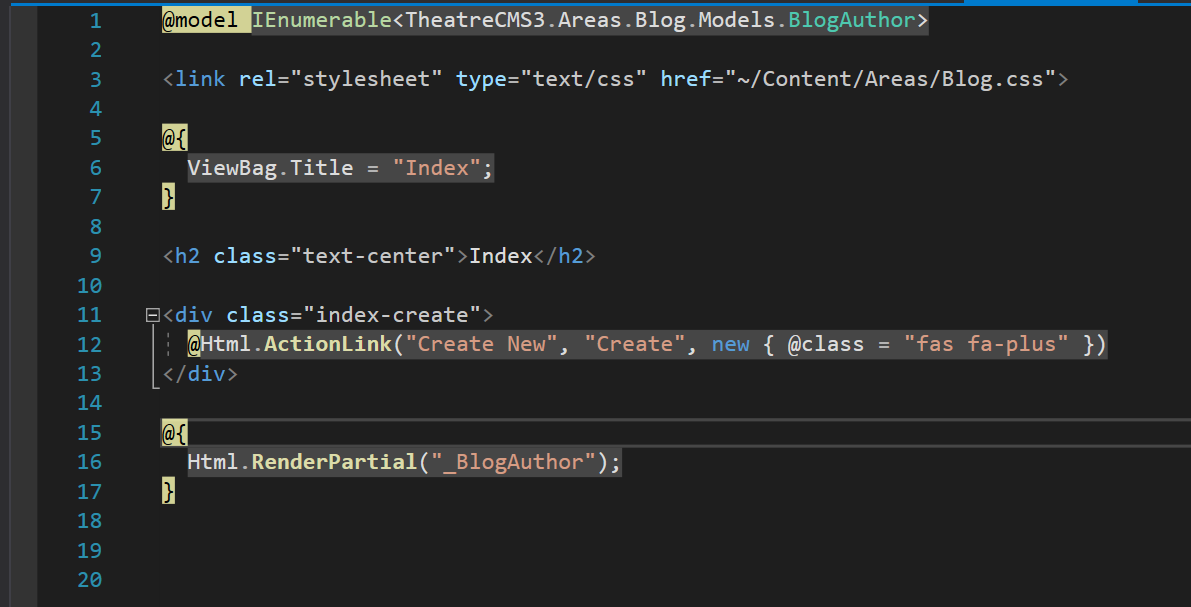 1 @model IEnumerable<TheatreCMS3.Areas.Blog.Models.BlogAuthor>
2
3 <link rel="stylesheet" type="text/css" href="~/Content/Areas/Blog.css">
4
5 @{
6 ViewBag.Title = "Index";
7 }
8
9 <h2 class="text-center">Index</h2>
10
11 <div class="index-create">
12 @Html.ActionLink("Create New", "Create", new { @class = "fas fa-plus" })
13 </div>
14
15 @{
16 Html.RenderPartial("_BlogAuthor");
17 }
18
19
20